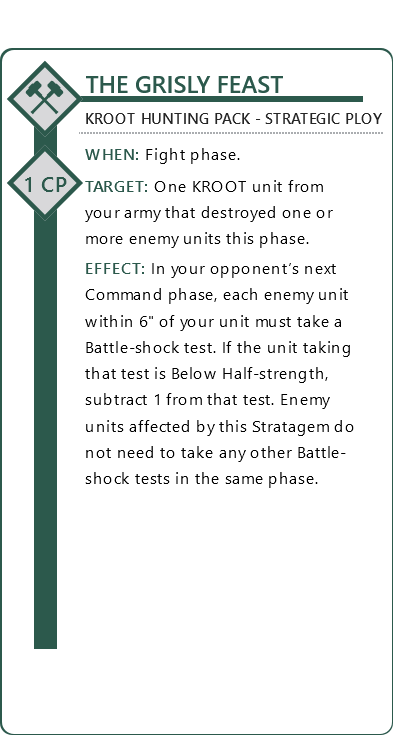 THE GRISLY FEAST
KROOT HUNTING PACK - STRATEGIC PLOY
WHEN: Fight phase.
1 CP
TARGET: One KROOT unit from
your army that destroyed one or
more enemy units this phase.
EFFECT: In your opponent’s next
Command phase, each enemy unit
within 6" of your unit must take a
Battle-shock test. If the unit taking
that test is Below Half-strength,
subtract 1 from that test. Enemy
units affected by this Stratagem do
not need to take any other Battle-
shock tests in the same phase.